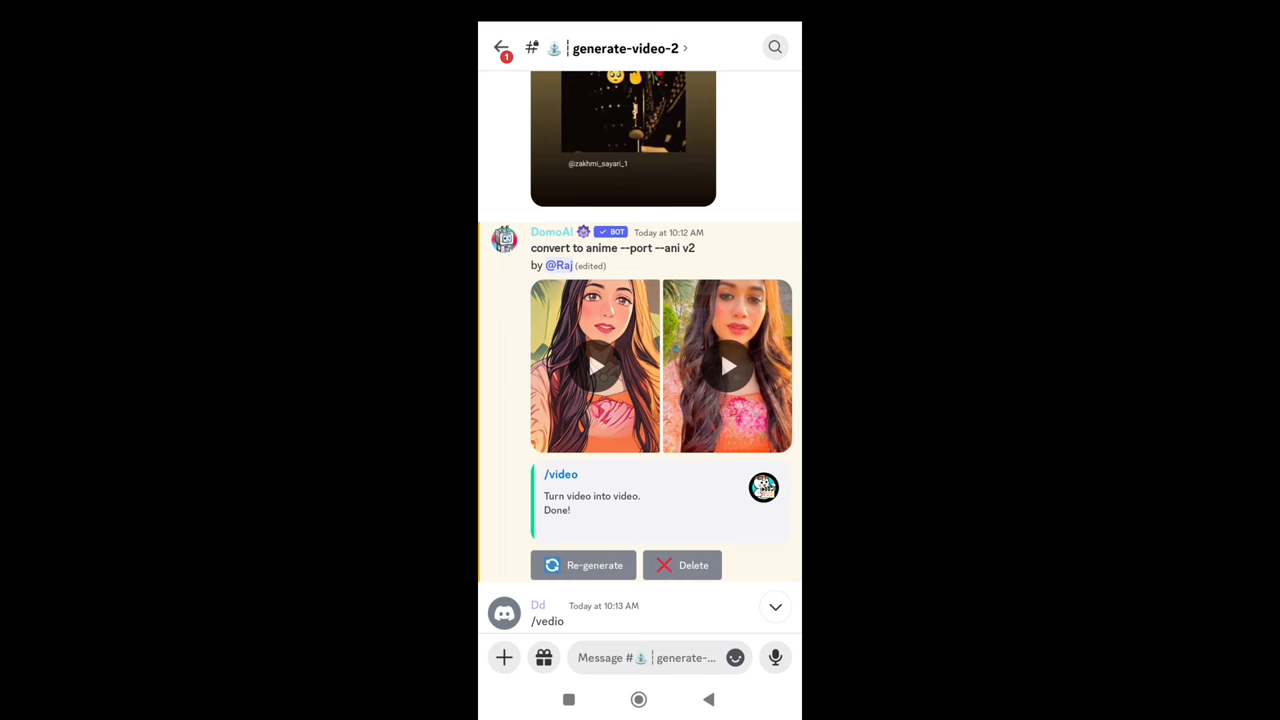 1
# generate-video-2 ›
@zakhmi_sayari_1
DomoAI ✓ BOT Today at 10:12 AM
convert to anime --port --ani v2
by @Raj (edited)
/video
Turn video into video.
Done!
Re-generate
Delete
Dd Today at 10:13 AM
/vedio
Message # | generate-...